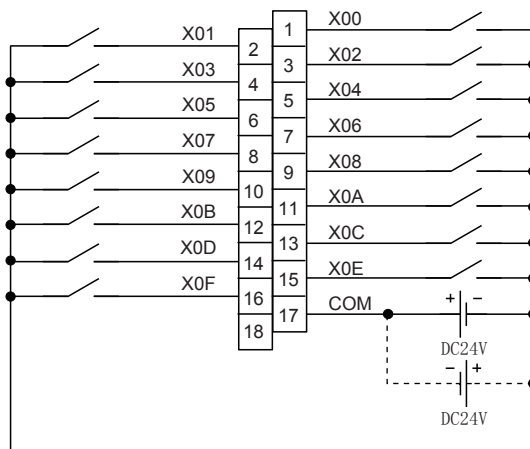 X00
1
X01
2
X02
3
X03
4
X04
5
X05
6
X06
7
X07
8
X08
9
X09
10
X0A
11
X0B
12
X0C
13
X0D
14
X0E
15
X0F
16
COM
17
+ -
18
DC24V
- +
DC24V